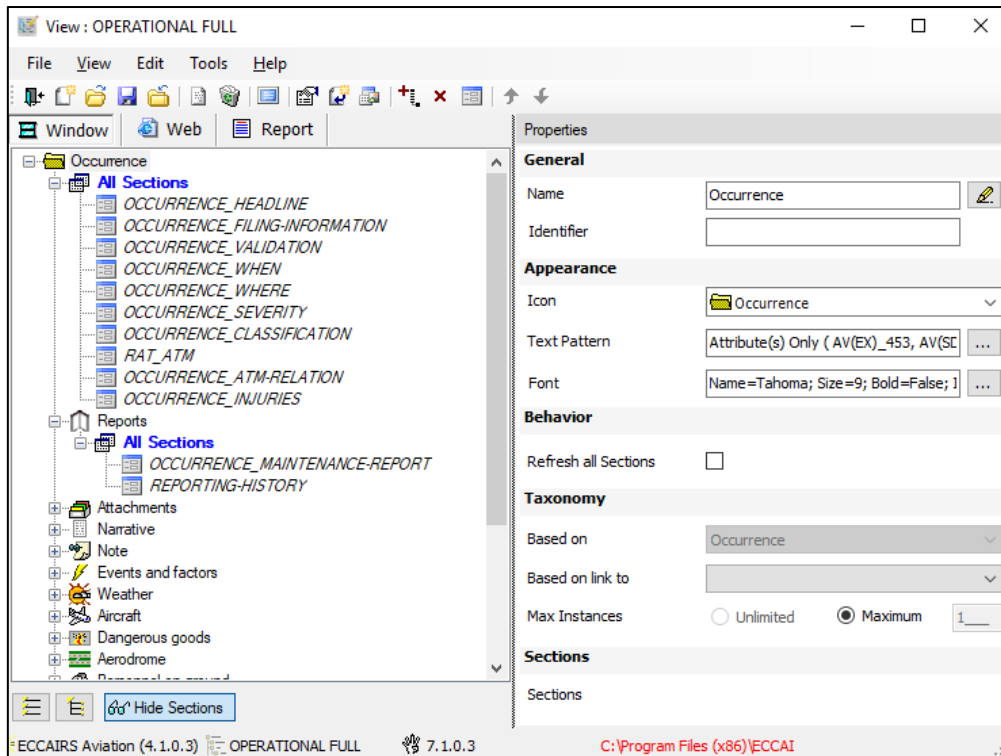 View : OPERATIONAL FULL
File View Edit Tools Help
Window Web Report
Occurrence
All Sections
OCCURRENCE_HEADLINE
OCCURRENCE_FILING-INFORMATION
OCCURRENCE_VALIDATION
OCCURRENCE_WHEN
OCCURRENCE_WHERE
OCCURRENCE_SEVERITY
OCCURRENCE_CLASSIFICATION
RAT_ATM
OCCURRENCE_ATM-RELATION
OCCURRENCE_INJURIES
Reports
All Sections
OCCURRENCE_MAINTENANCE-REPORT
REPORTING-HISTORY
Attachments
Narrative
Note
Events and factors
Weather
Aircraft
Dangerous goods
Aerodrome
Hide Sections
Properties
General
Name Occurrence
Identifier
Appearance
Icon Occurrence
Text Pattern Attribute(s) Only ( AV(EX)_453, AV(SD ...
Font Name=Tahoma; Size=9; Bold=False; ...
Behavior
Refresh all Sections
Taxonomy
Based on Occurrence
Based on link to
Max Instances Unlimited Maximum 1___
Sections
Sections
ECCAIRS Aviation (4.1.0.3) OPERATIONAL FULL 7.1.0.3 C:\Program Files (x86)\ECCAI